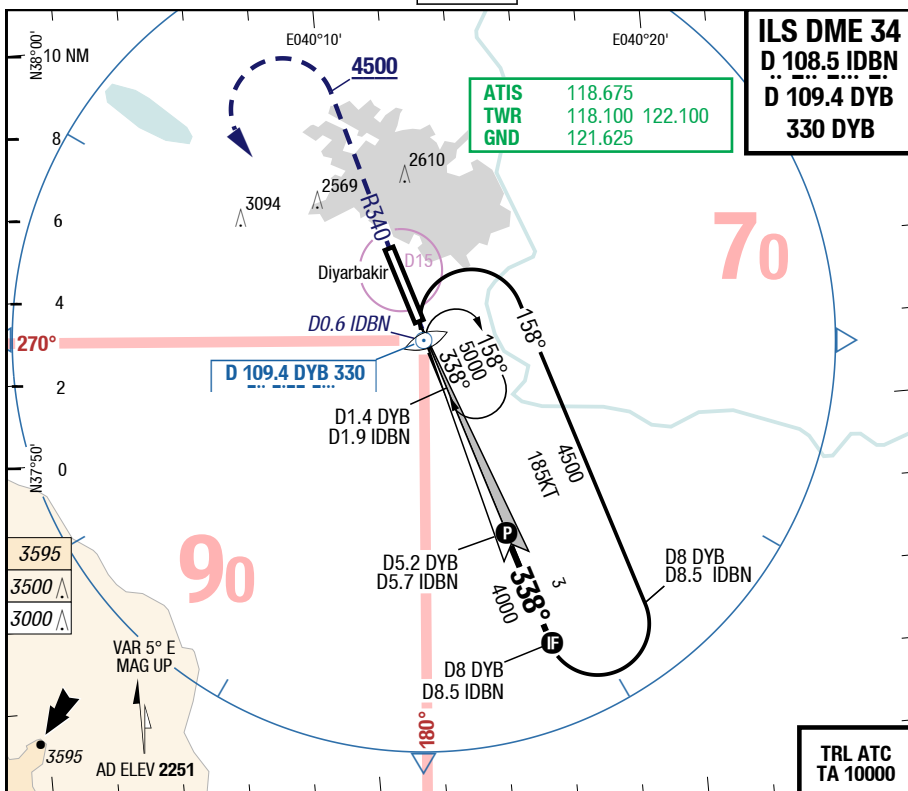 E040°10'
E040°20'
N38°00'
10 NM
ILS DME 34
D 108.5 IDBN
D 109.4 DYB
330 DYB
4500
ATIS 118.675
TWR 118.100 122.100
GND 121.625
8
2610
2569
3094
6
R340
70
D15
Diyarbakir
4
D0.6 IDBN
158°
270°
158°
5000
338°
D 109.4 DYB 330
2
D1.4 DYB
D1.9 IDBN
4500
185KT
N37°50'
0
P
D5.2 DYB
D5.7 IDBN
90
3595
3500
3000
338°
3
4000
D8 DYB
D8.5 IDBN
IF
VAR 5° E
MAG UP
D8 DYB
D8.5 IDBN
180°
3595
AD ELEV 2251
TRL ATC
TA 10000